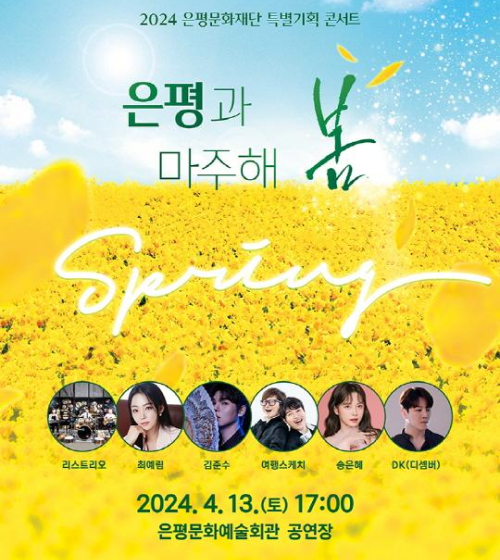 2024 은평문화재단 특별기획 콘서트
은평과
마주해 봄
Spring
리스트리오 최예림 김준수 여행스케치 송은혜 DK(디셈버)
2024. 4. 13.(토) 17:00
은평문화예술회관 공연장